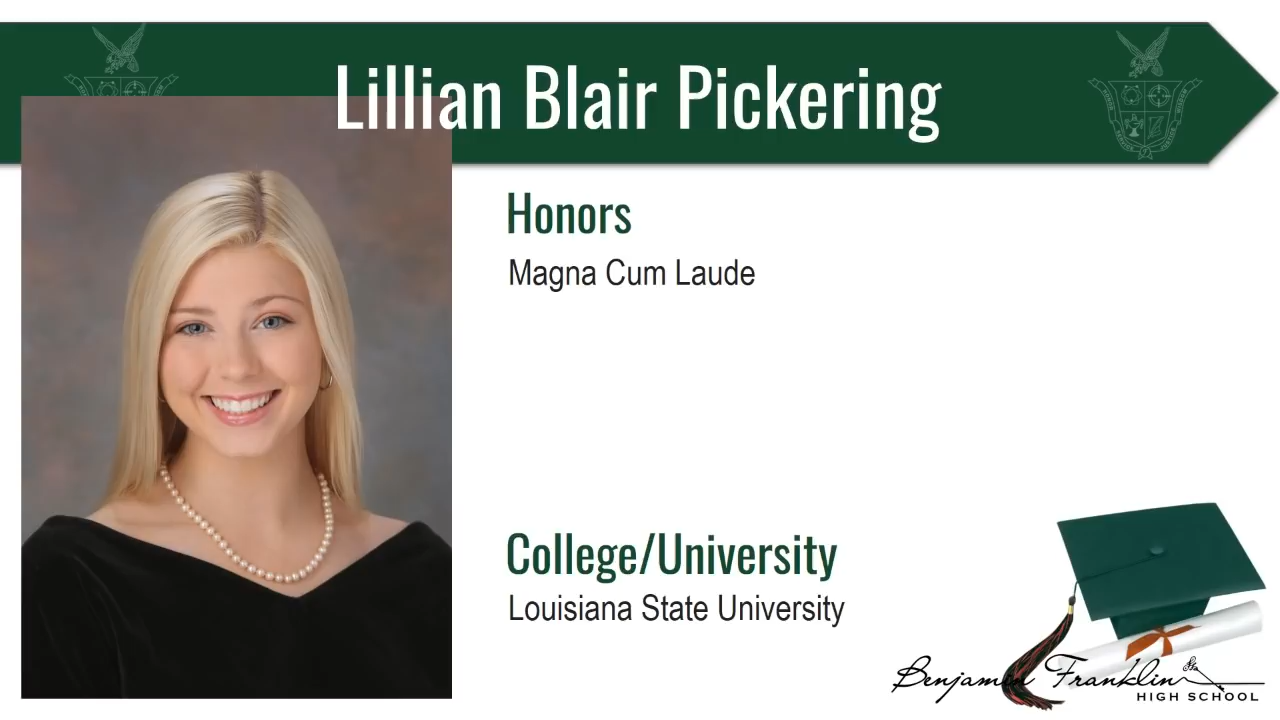 Lillian Blair Pickering
Honors
Magna Cum Laude
College/University
Louisiana State University
Benjamin Franklin
HIGH SCHOOL